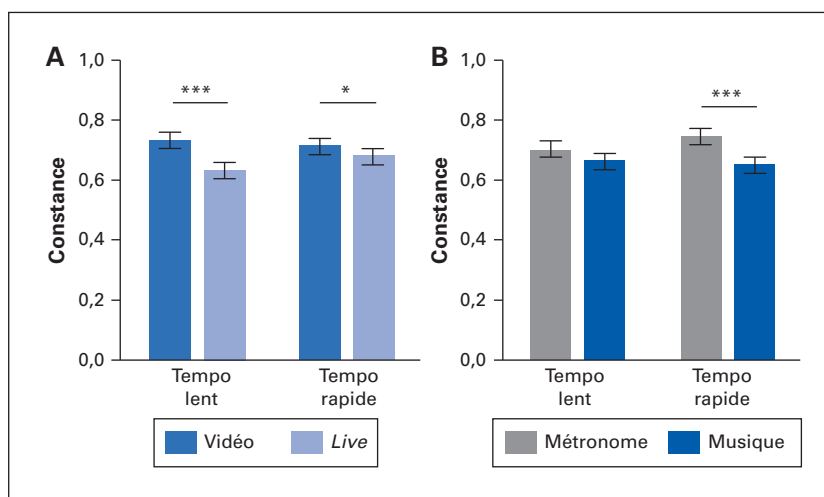 A
B
1,0
0,8
0,6
0,4
0,2
0,0
Constance
***
*
Tempo
lent
Tempo
rapide
Vidéo
Live
1,0
0,8
0,6
0,4
0,2
0,0
Constance
***
Tempo
lent
Tempo
rapide
Métronome
Musique